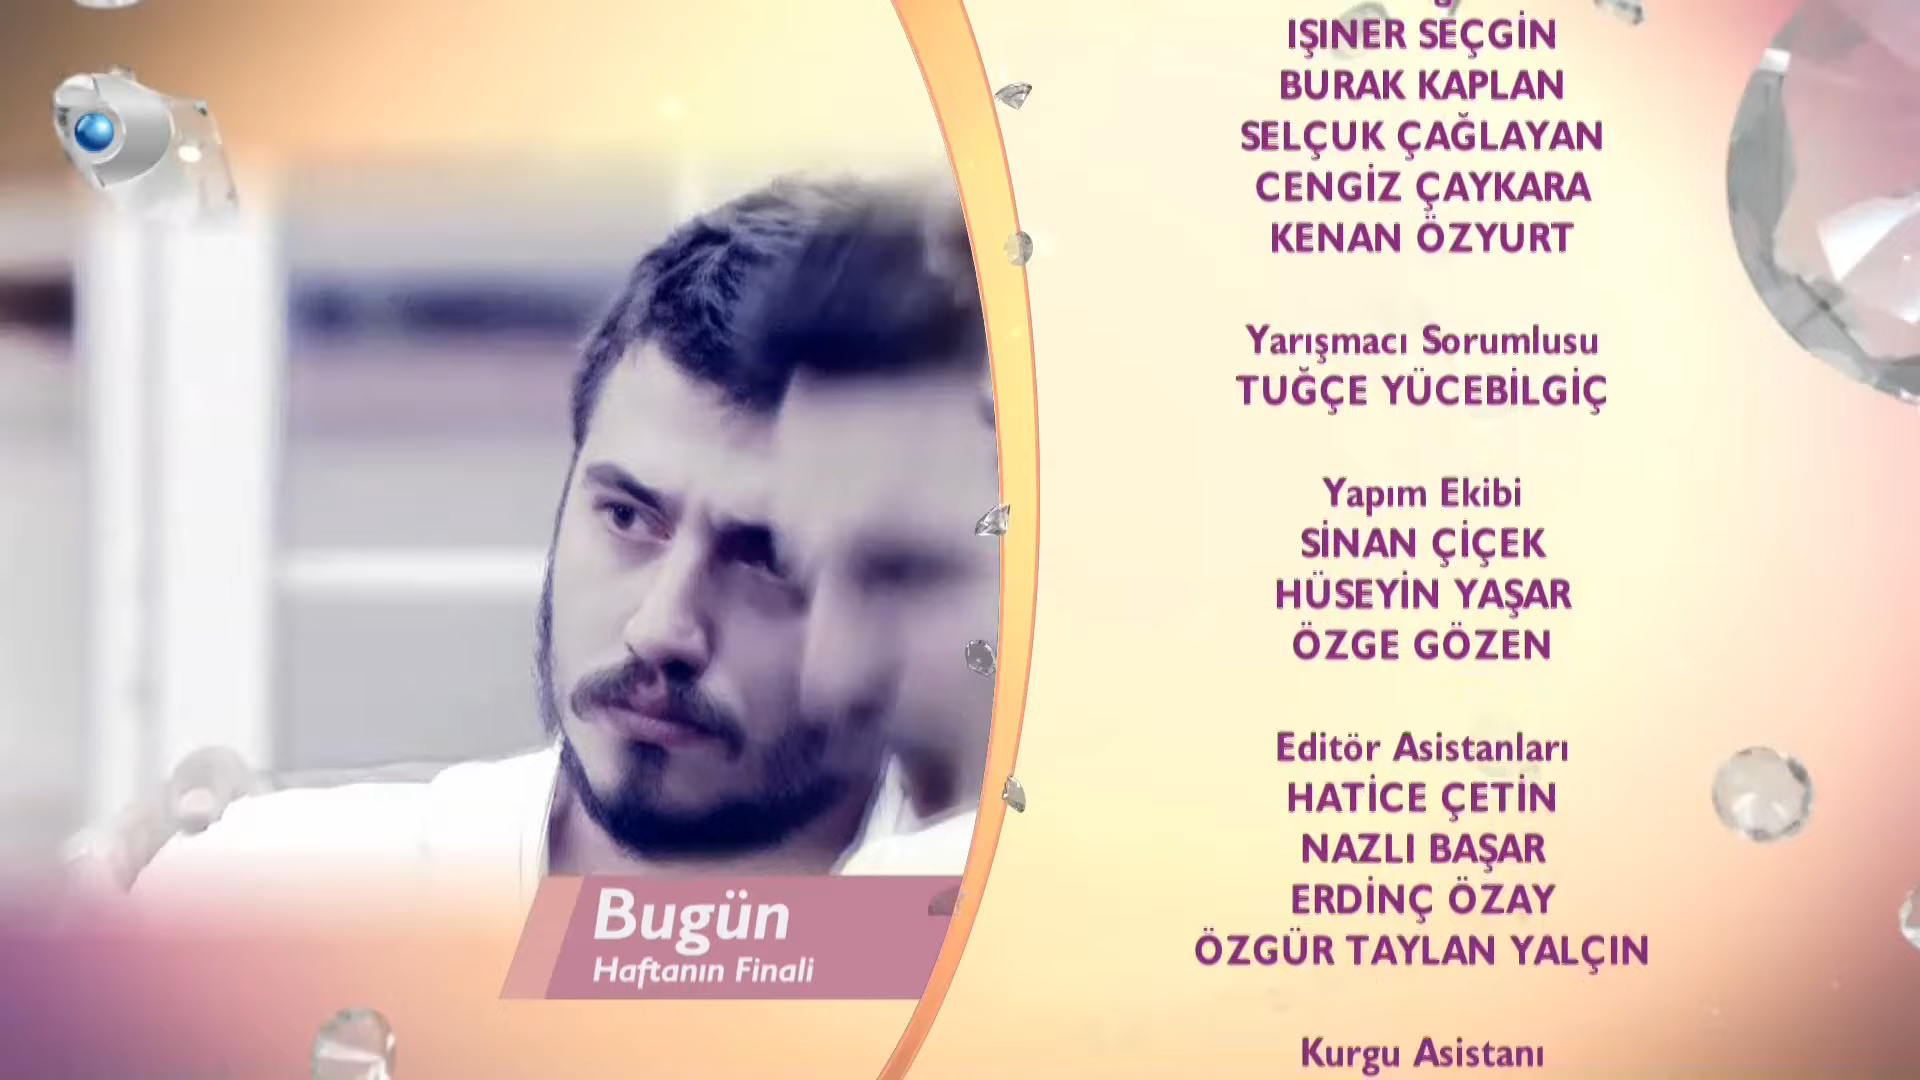 IŞINER SEÇGİN
BURAK KAPLAN
SELÇUK ÇAĞLAYAN
CENGİZ ÇAYKARA
KENAN ÖZYURT
Yarışmacı Sorumlusu
TUĞÇE YÜCEBİLGİÇ
Yapım Ekibi
SİNAN ÇİÇEK
HÜSEYİN YAŞAR
ÖZGE GÖZEN
Editör Asistanları
HATİCE ÇETİN
NAZLI BAŞAR
ERDİNÇ ÖZAY
ÖZGÜR TAYLAN YALÇIN
Kurgu Asistanı
Bugün
Haftanın Finali